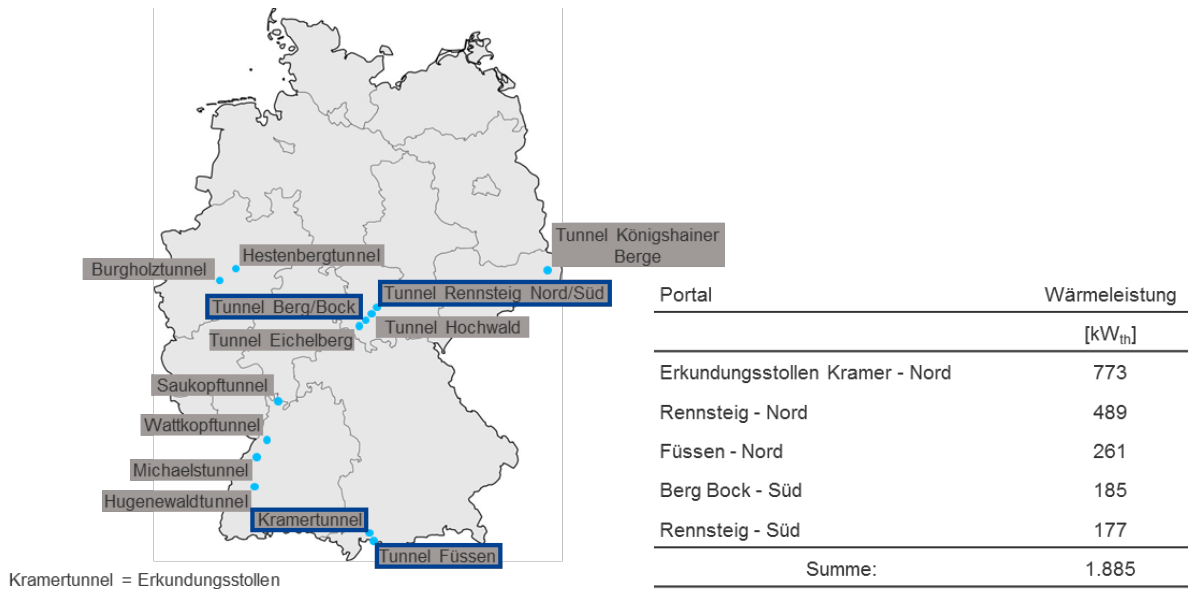 Tunnel Königshainer
Berge
Hestenbergtunnel
Burgholztunnel
Tunnel Rennsteig Nord/Süd
Tunnel Berg/Bock
Tunnel Hochwald
Tunnel Eichelberg
Saukopftunnel
Wattkopftunnel
Michaelstunnel
Hugenewaldtunnel
Kramertunnel
Tunnel Füssen
Kramertunnel = Erkundungsstollen
Portal Wärmeleistung
[kWth]
Erkundungsstollen Kramer - Nord 773
Rennsteig - Nord 489
Füssen - Nord 261
Berg Bock - Süd 185
Rennsteig - Süd 177
Summe: 1.885